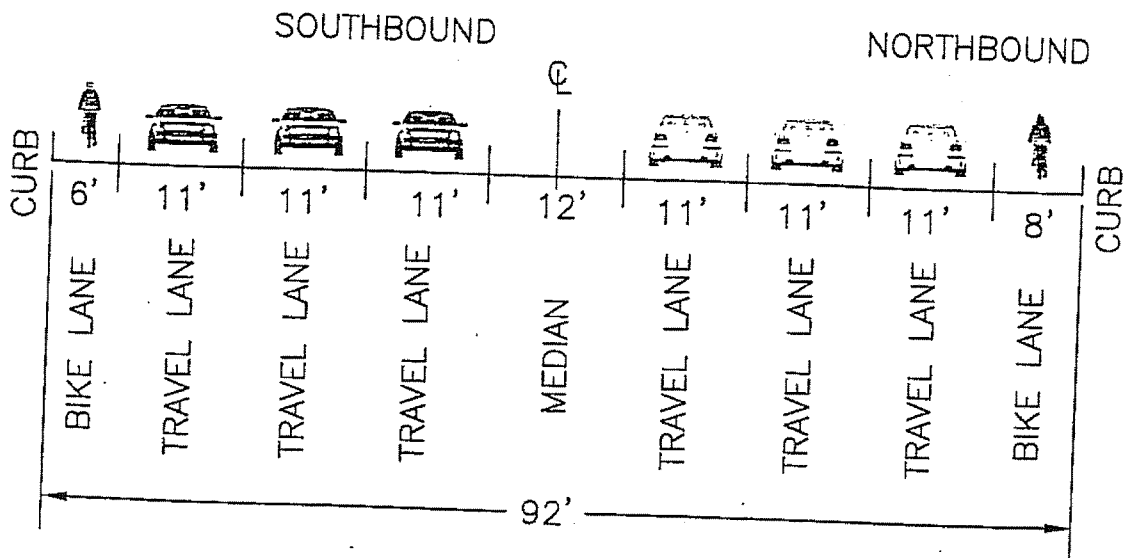 SOUTHBOUND
NORTHBOUND
℄
CURB
6' 11' 11' 11' 12' 11' 11' 11' 8'
CURB
BIKE LANE
TRAVEL LANE
TRAVEL LANE
TRAVEL LANE
MEDIAN
TRAVEL LANE
TRAVEL LANE
TRAVEL LANE
BIKE LANE
92'